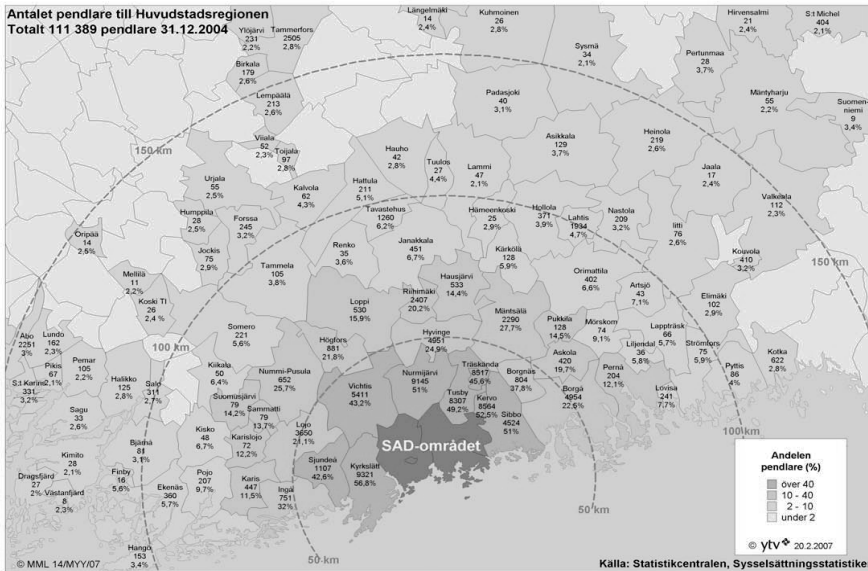 Antalet pendlare till Huvudstadsregionen
Totalt 111 389 pendlare 31.12.2004
Ylöjärvi
231
2,2%
Tammerfors
2505
2,8%
Längelmäki
14
2,4%
Kuhmoinen
26
2,8%
Sysmä
34
2,1%
Hirvensalmi
21
2,4%
S:t Michel
404
2,1%
Pertunmaa
28
3,7%
Birkala
179
2,6%
Lempäälä
213
2,6%
Padasjoki
40
3,1%
Mäntyharju
55
2,2%
Suomen-
niemi
9
3,4%
150 km
Viiala
52
2,3%
Toijala
97
2,8%
Hauho
42
2,8%
Tuulos
27
4,4%
Lammi
47
2,1%
Asikkala
129
3,7%
Heinola
219
2,6%
Jaala
17
2,4%
Urjala
55
2,5%
Kalvola
62
4,3%
Hattula
211
5,1%
Valkeala
112
2,3%
Humppila
28
2,5%
Forssa
245
3,2%
Tavastehus
1260
6,2%
Hämeenkoski
25
2,9%
Hollola
371
3,9%
Lahtis
1934
4,7%
Nastola
209
3,2%
Iitti
76
2,6%
Öripää
14
2,5%
Jockis
75
2,9%
Renko
35
3,6%
Janakkala
451
6,7%
Kärkölä
128
5,9%
Kouvola
410
3,2%
150 km
Mellilä
11
2,2%
Tammela
105
3,8%
Hausjärvi
533
14,4%
Orimattila
402
6,6%
Artsjö
43
7,1%
Elimäki
102
2,9%
Koski Tl
26
2,4 %
Loppi
530
15,9%
Riihimäki
2407
20,2%
Mäntsälä
2290
27,7%
Pukkila
128
14,5%
Mörskom
74
9,1%
Lappträsk
66
5,7%
Åbo
2251
3%
Lundo
162
2,3%
Somero
221
5,6%
Högfors
881
21,8%
Hyvinge
4951
24,9%
Liljendal
36
5,8%
Strömfors
75
5,9%
100 km
Pikis
67
2,1%
Pemar
105
2,2%
Kiikala
50
6,4%
Nummi-Pusula
652
25,7%
Träskända
8517
45,6%
Borgnäs
804
37,8%
Askola
420
19,7%
Pernå
204
12,1%
Pyttis
86
4%
Kotka
622
2,8%
S:t Karins
331
3,2%
Halikko
125
2,8%
Salo
311
2,7%
Suomusjärvi
79
14,2%
Vichtis
5411
43,2%
Nurmijärvi
9145
51%
Tusby
8307
49,2%
Kervo
8564
52,5%
Borgå
4954
22,6%
Lovisa
241
7,7%
Sagu
33
2,6%
Sammatti
79
13,7%
Sibbo
4524
51%
Kisko
48
6,7%
Karislojo
72
12,2%
Lojo
3650
21,1%
SAD-området
100 km
Bjärnå
81
3,1%
Kimito
28
2,1%
Sjundeå
1107
42,6%
Kyrkslätt
9321
56,8%
Dragsfjärd
27
2%
Västanfjärd
8
2,3%
Finby
16
5,6%
Ekenäs
360
5,7%
Pojo
207
9,7%
Karis
447
11,5%
Ingå
751
32%
50 km
50 km
Hangö
153
3,4%
Andelen
pendlare (%)
över 40
10 - 40
2 - 10
under 2
© ytv 20.2.2007
© MML 14/MYY/07
Källa: Statistikcentralen, Sysselsättningsstatistike